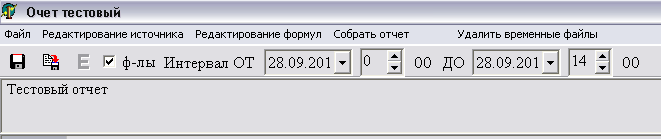 Очет тестовый
Файл Редактирование источника Редактирование формул Собрать отчет Удалить временные файлы
E ф-лы Интервал ОТ 28.09.201 0 00 ДО 28.09.201 14 00
Тестовый отчет